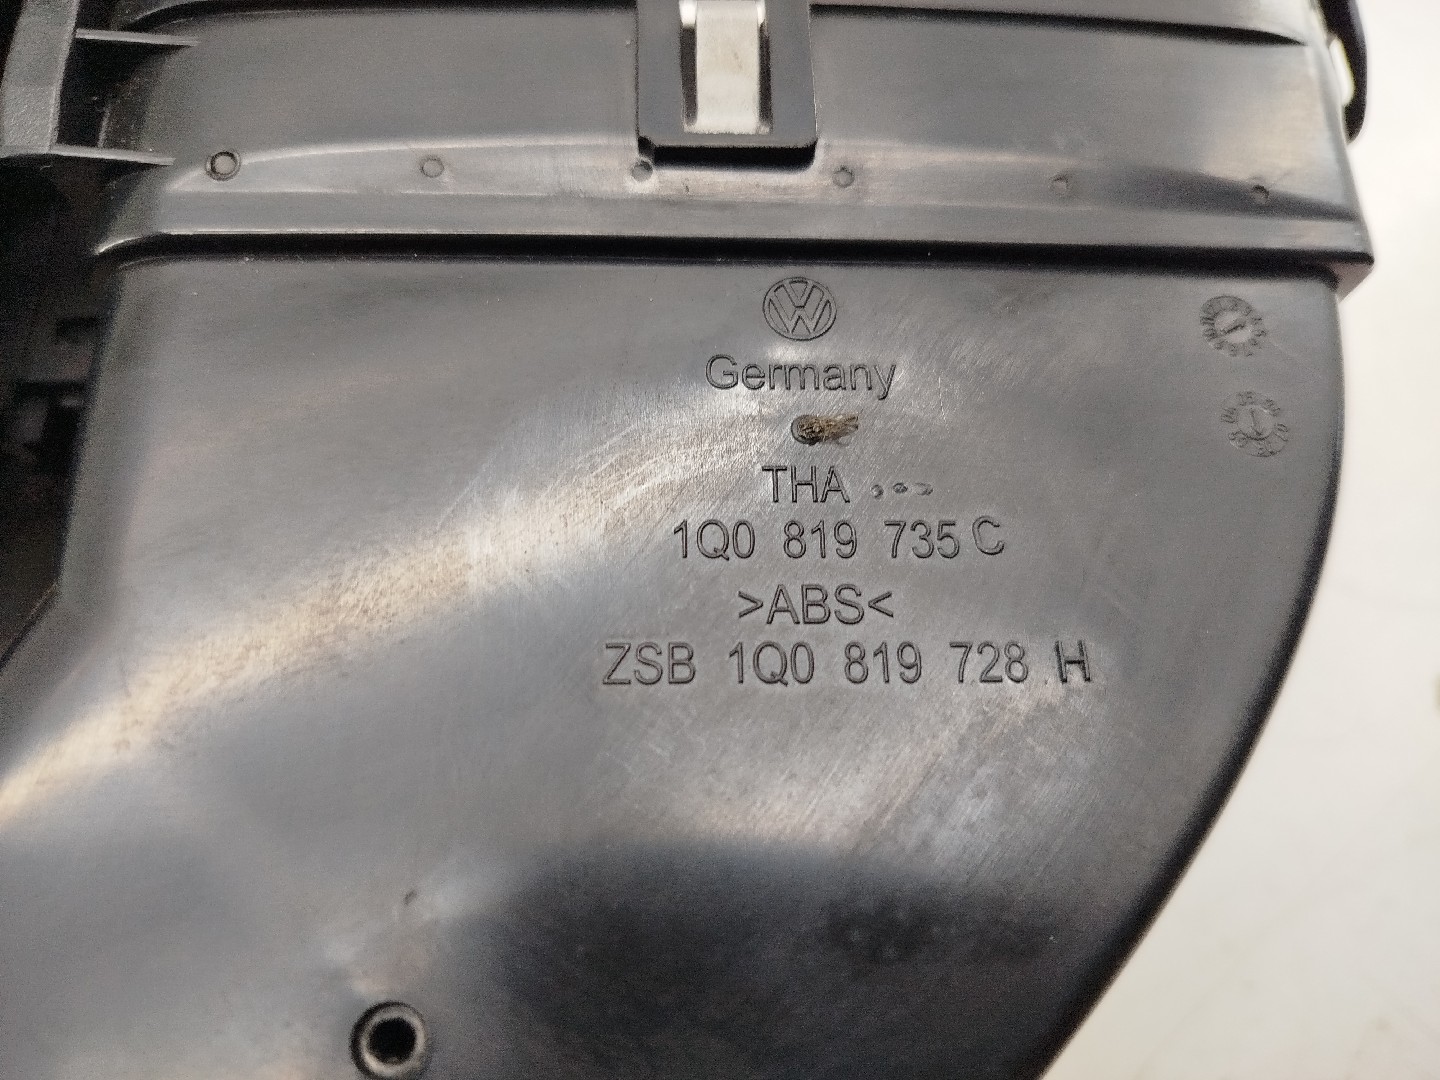 Germany
THA
1Q0 819 735 C
>ABS<
ZSB 1Q0 819 728 H